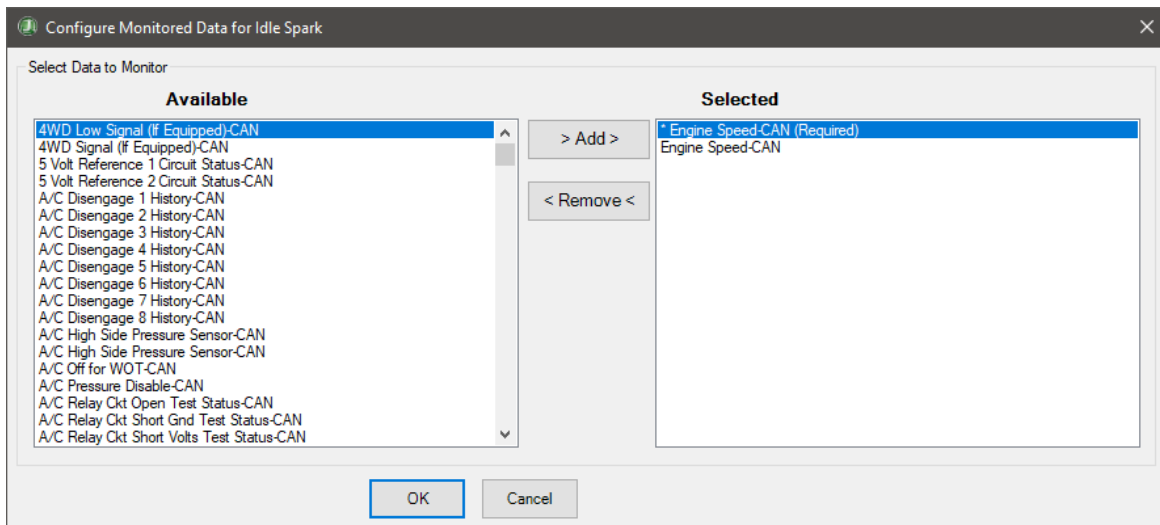 Configure Monitored Data for Idle Spark
Select Data to Monitor
Available
4WD Low Signal (If Equipped)-CAN
4WD Signal (If Equipped)-CAN
5 Volt Reference 1 Circuit Status-CAN
5 Volt Reference 2 Circuit Status-CAN
A/C Disengage 1 History-CAN
A/C Disengage 2 History-CAN
A/C Disengage 3 History-CAN
A/C Disengage 4 History-CAN
A/C Disengage 5 History-CAN
A/C Disengage 6 History-CAN
A/C Disengage 7 History-CAN
A/C Disengage 8 History-CAN
A/C High Side Pressure Sensor-CAN
A/C High Side Pressure Sensor-CAN
A/C Off for WOT-CAN
A/C Pressure Disable-CAN
A/C Relay Ckt Open Test Status-CAN
A/C Relay Ckt Short Gnd Test Status-CAN
A/C Relay Ckt Short Volts Test Status-CAN
> Add >
< Remove <
Selected
* Engine Speed-CAN (Required)
Engine Speed-CAN
OK
Cancel